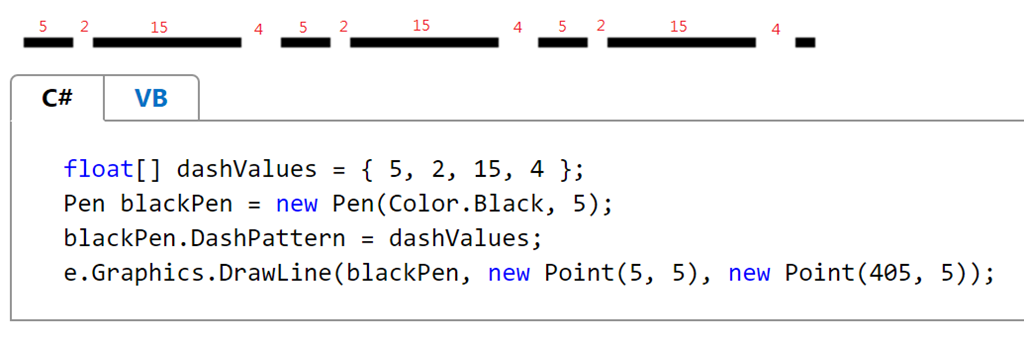 5 2 15 4 5 2 15 4 5 2 15 4
C# VB
float[] dashValues = { 5, 2, 15, 4 };
Pen blackPen = new Pen(Color.Black, 5);
blackPen.DashPattern = dashValues;
e.Graphics.DrawLine(blackPen, new Point(5, 5), new Point(405, 5));